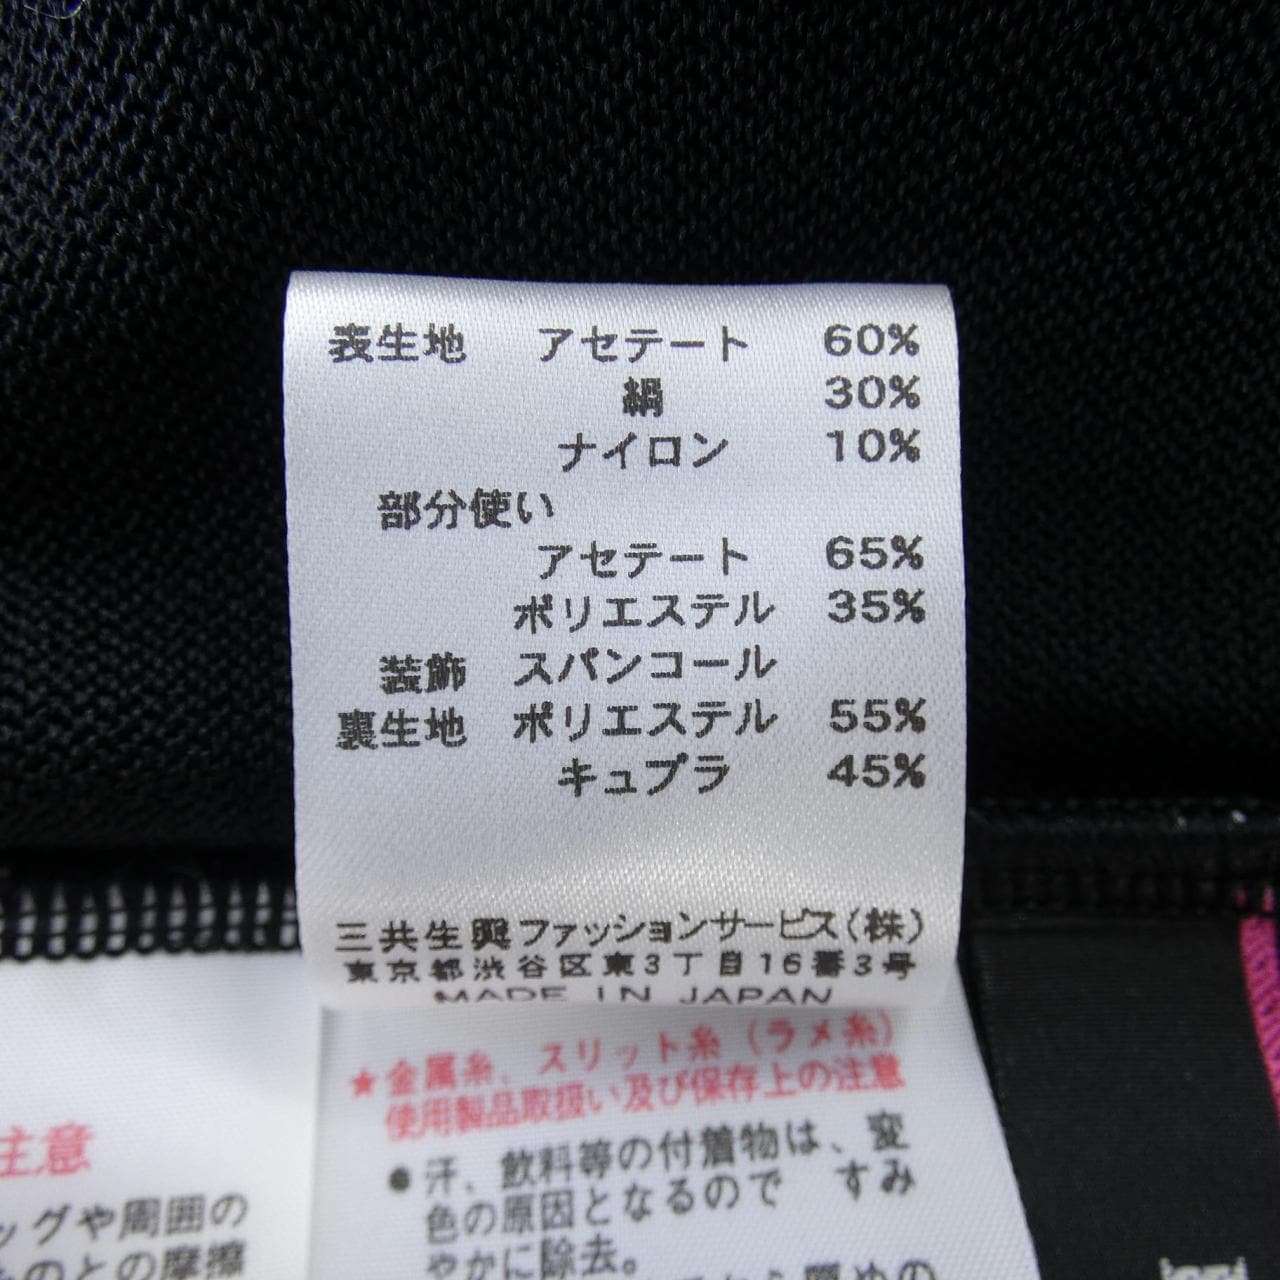 表生地 アセテート 60%
絹 30%
ナイロン 10%
部分使い
アセテート 65%
ポリエステル 35%
装飾 スパンコール
裏生地 ポリエステル 55%
キュプラ 45%
三共生興ファッションサービス(株)
東京都渋谷区東3丁目16番3号
MADE IN JAPAN
★金属糸、スリット糸(ラメ糸)
使用製品取扱い及び保存上の注意
●汗、飲料等の付着物は、変
色の原因となるので すみ
やかに除去。
注意
ッグや周囲の
のとの摩擦